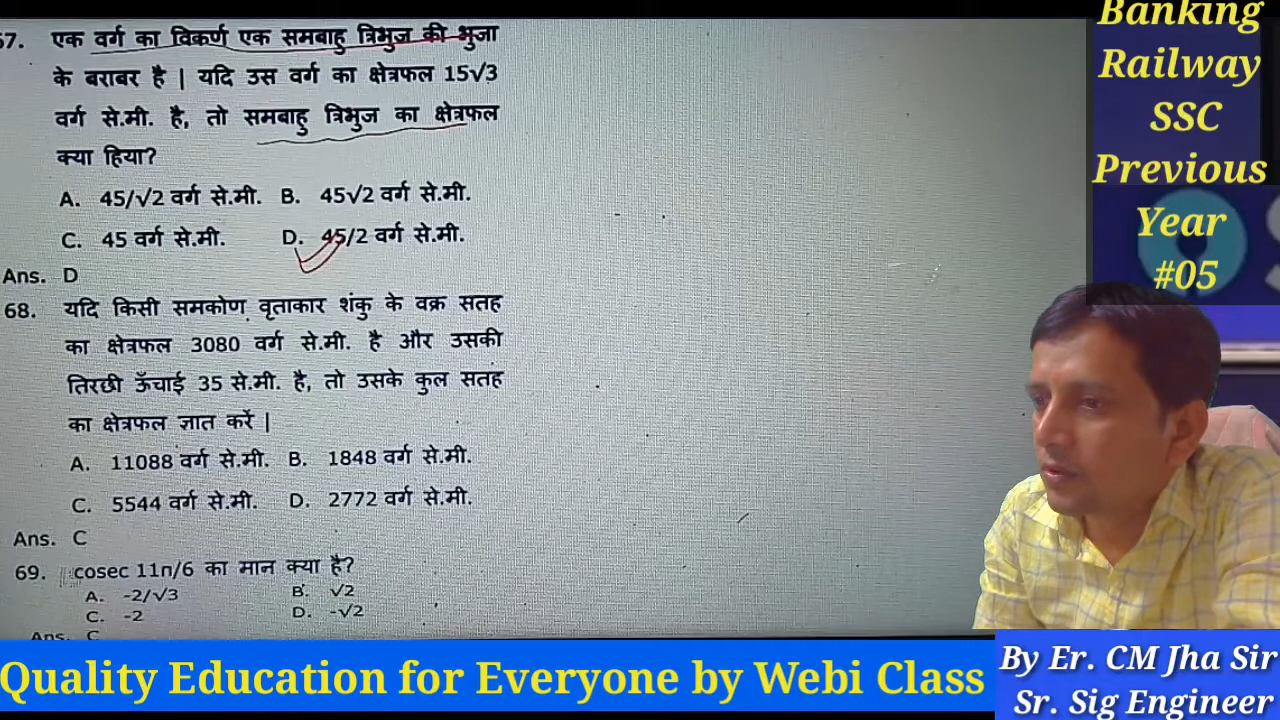 67. एक वर्ग का विकर्ण एक समबाहु त्रिभुज की भुजा
के बराबर है | यदि उस वर्ग का क्षेत्रफल 15√3
वर्ग से.मी. है, तो समबाहु त्रिभुज का क्षेत्रफल
क्या हिया?
A. 45/√2 वर्ग से.मी. B. 45√2 वर्ग से.मी.
C. 45 वर्ग से.मी. D. 45/2 वर्ग से.मी.
Ans. D
68. यदि किसी समकोण वृताकार शंकु के वक्र सतह
का क्षेत्रफल 3080 वर्ग से.मी. है और उसकी
तिरछी ऊँचाई 35 से.मी. है, तो उसके कुल सतह
का क्षेत्रफल ज्ञात करें |
A. 11088 वर्ग से.मी. B. 1848 वर्ग से.मी.
C. 5544 वर्ग से.मी. D. 2772 वर्ग से.मी.
Ans. C
69. cosec 11п/6 का मान क्या है?
A. -2/√3 B. √2
C. -2 D. -√2
Ans. C
Banking
Railway
SSC
Previous
Year
#05
Quality Education for Everyone by Webi Class
By Er. CM Jha Sir
Sr. Sig Engineer